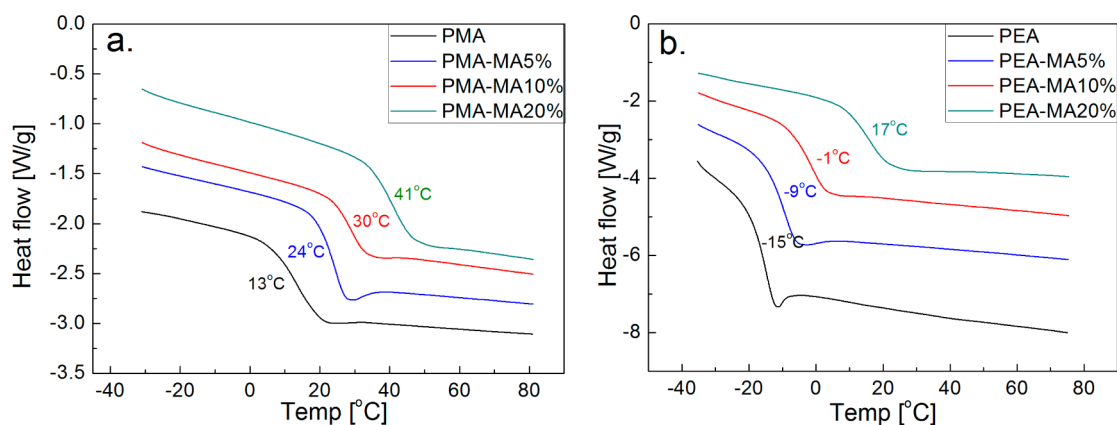 a.
PMA
PMA-MA5%
PMA-MA10%
PMA-MA20%
0.0
-0.5
-1.0
-1.5
-2.0
-2.5
-3.0
-3.5
Heat flow [W/g]
41°C
30°C
24°C
13°C
-40 -20 0 20 40 60 80
Temp [°C]
b.
PEA
PEA-MA5%
PEA-MA10%
PEA-MA20%
0
-2
-4
-6
-8
Heat flow [W/g]
17°C
-1°C
-9°C
-15°C
-40 -20 0 20 40 60 80
Temp [°C]